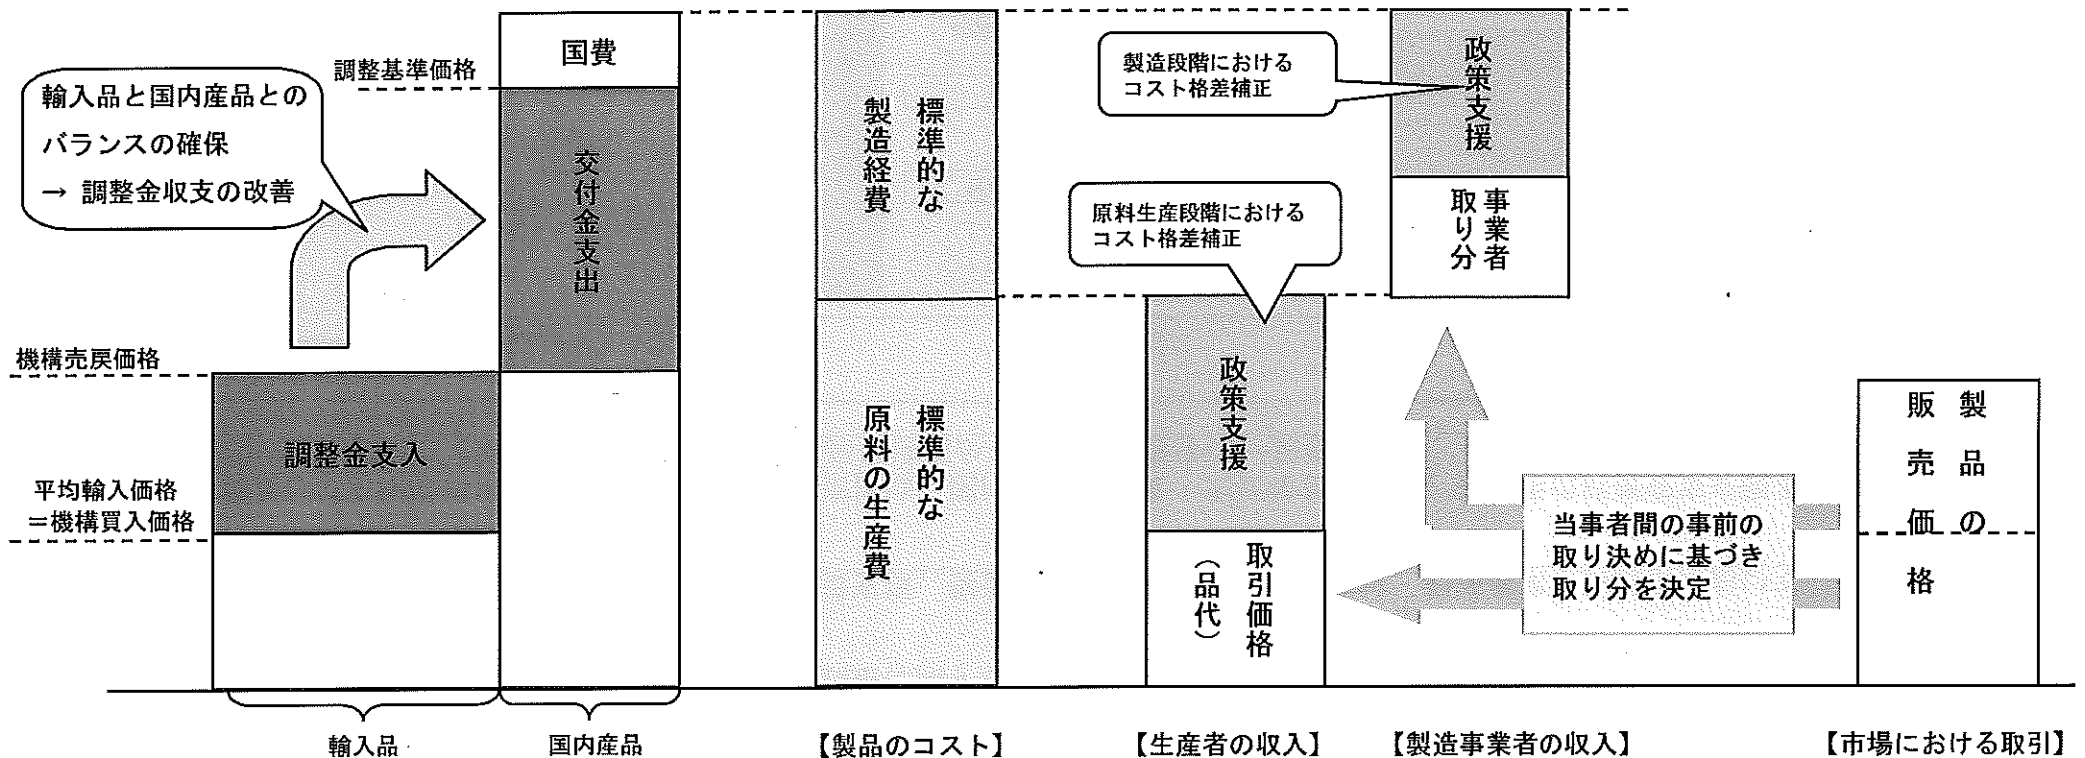 輸入品と国内産品との
バランスの確保
→ 調整金収支の改善
調整基準価格
機構売戻価格
平均輸入価格
＝機構買入価格
国費
交付金支出
調整金支入
標準的な
製造経費
標準的な
原料の生産費
製造段階における
コスト格差補正
原料生産段階における
コスト格差補正
政策支援
取引価格
（品代）
政策支援
事業者
取り分
当事者間の事前の
取り決めに基づき
取り分を決定
製品の
販売価格
輸入品
国内産品
【製品のコスト】
【生産者の収入】
【製造事業者の収入】
【市場における取引】